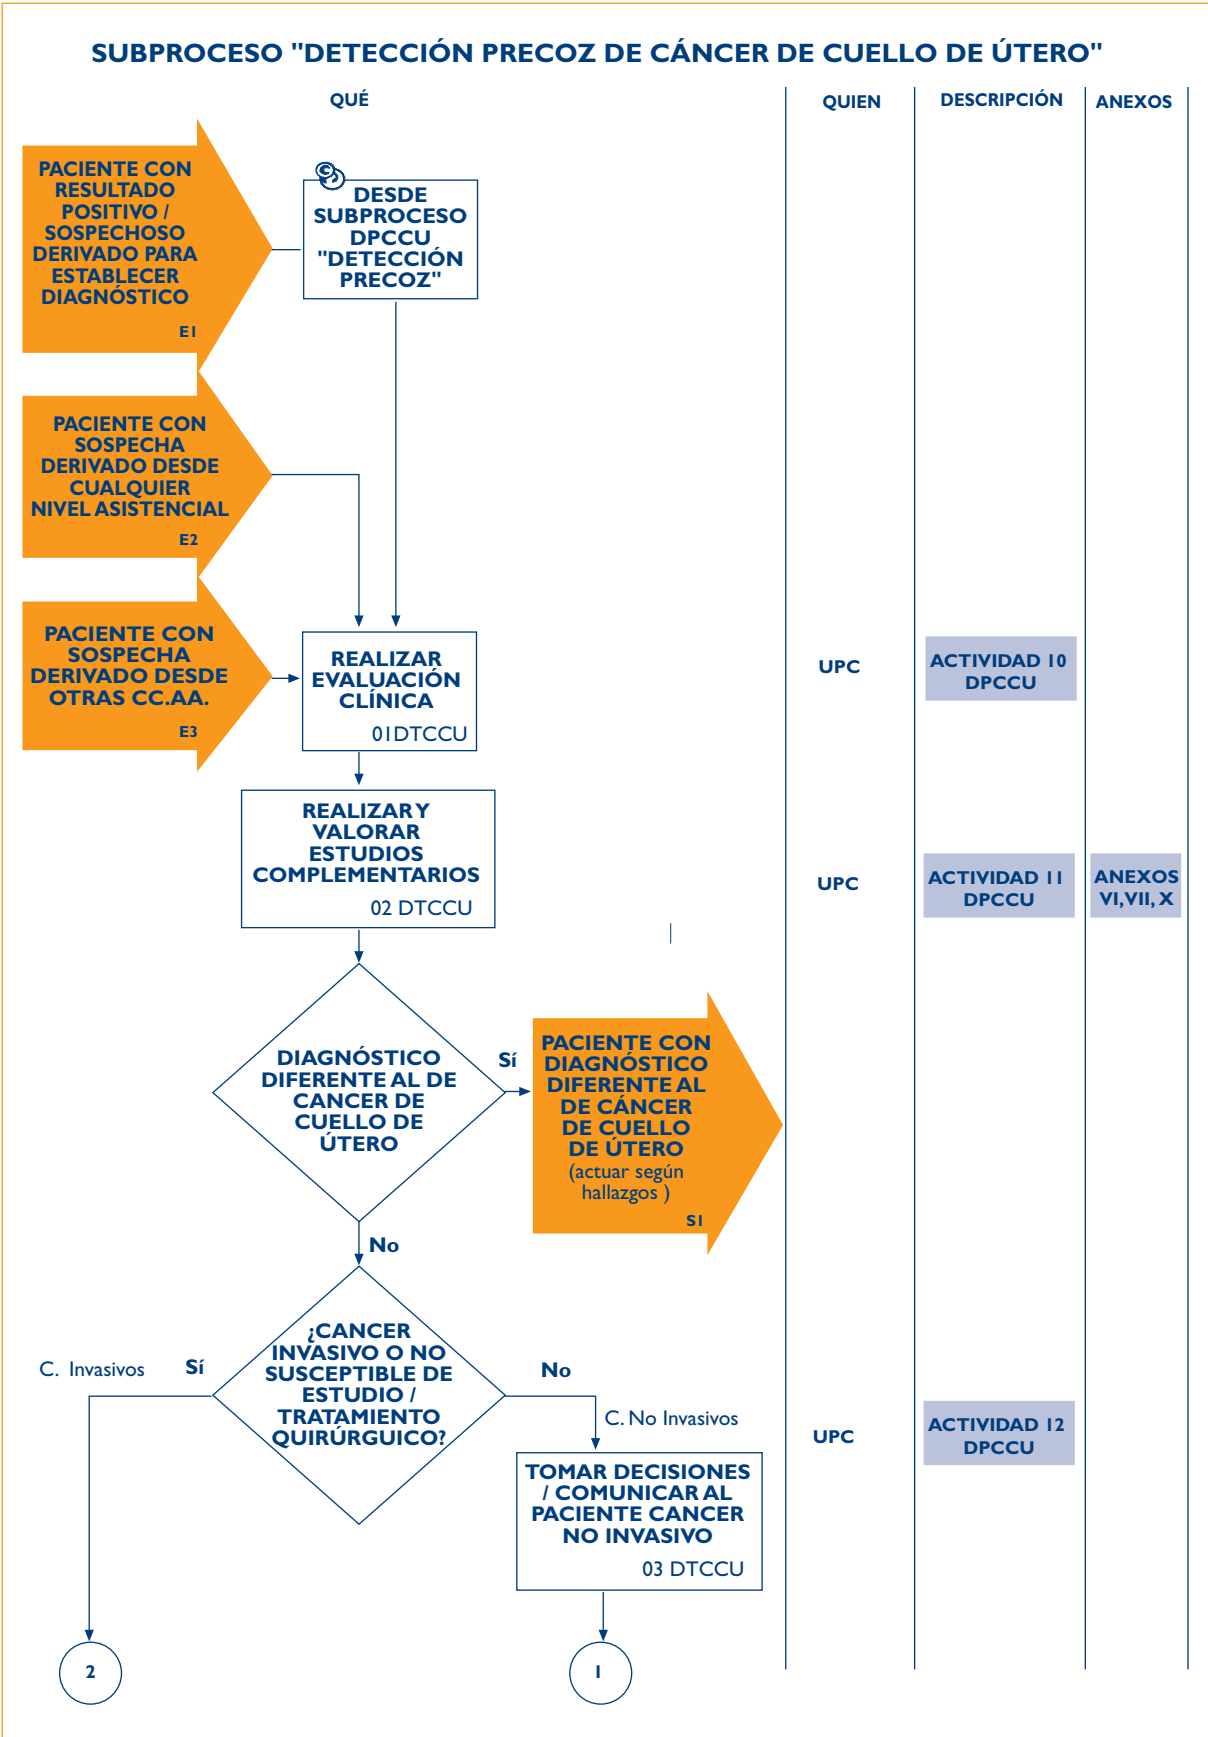 SUBPROCESO "DETECCIÓN PRECOZ DE CÁNCER DE CUELLO DE ÚTERO"
QUÉ
QUIEN
DESCRIPCIÓN
ANEXOS
PACIENTE CON
RESULTADO
POSITIVO /
SOSPECHOSO
DERIVADO PARA
ESTABLECER
DIAGNÓSTICO
E1
DESDE
SUBPROCESO
DPCCU
"DETECCIÓN
PRECOZ"
PACIENTE CON
SOSPECHA
DERIVADO DESDE
CUALQUIER
NIVEL ASISTENCIAL
E2
PACIENTE CON
SOSPECHA
DERIVADO DESDE
OTRAS CC.AA.
E3
REALIZAR
EVALUACIÓN
CLÍNICA
01DTCCU
UPC
ACTIVIDAD 10
DPCCU
REALIZAR Y
VALORAR
ESTUDIOS
COMPLEMENTARIOS
02 DTCCU
UPC
ACTIVIDAD 11
DPCCU
ANEXOS
VI,VII, X
DIAGNÓSTICO
DIFERENTE AL DE
CANCER DE
CUELLO DE
ÚTERO
Sí
PACIENTE CON
DIAGNÓSTICO
DIFERENTE AL
DE CÁNCER
DE CUELLO
DE ÚTERO
(actuar según
hallazgos )
S1
No
¿CANCER
INVASIVO O NO
SUSCEPTIBLE DE
ESTUDIO /
TRATAMIENTO
QUIRÚRGUICO?
C. Invasivos
Sí
No
C. No Invasivos
UPC
ACTIVIDAD 12
DPCCU
TOMAR DECISIONES
/ COMUNICAR AL
PACIENTE CANCER
NO INVASIVO
03 DTCCU
2
1